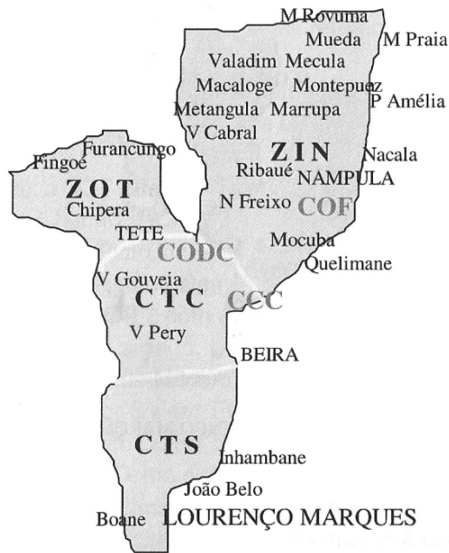 M Rovuma
Mueda M Praia
Valadim Mecula
Macaloge Montepuez
Metangula Marrupa P Amélia
V Cabral
Furancungo ZIN Nacala
Fingoé Ribaué NAMPULA
ZOT
Chipera N Freixo COF
TETE Mocuba
CODC Quelimane
V Gouveia
CTC CCC
V Pery
BEIRA
CTS
Inhambane
João Belo
Boane LOURENÇO MARQUES